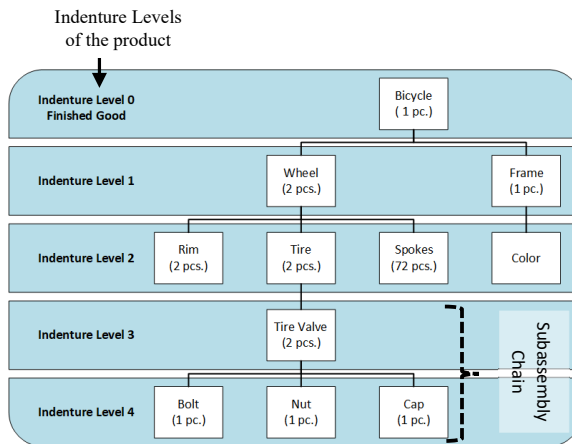 Indenture Levels
of the product
Indenture Level 0
Finished Good
Bicycle
( 1 pc.)
Indenture Level 1
Wheel
(2 pcs.)
Frame
(1 pc.)
Indenture Level 2
Rim
(2 pcs.)
Tire
(2 pcs.)
Spokes
(72 pcs.)
Color
Indenture Level 3
Tire Valve
(2 pcs.)
Subassembly
Chain
Indenture Level 4
Bolt
(1 pc.)
Nut
(1 pc.)
Cap
(1 pc.)